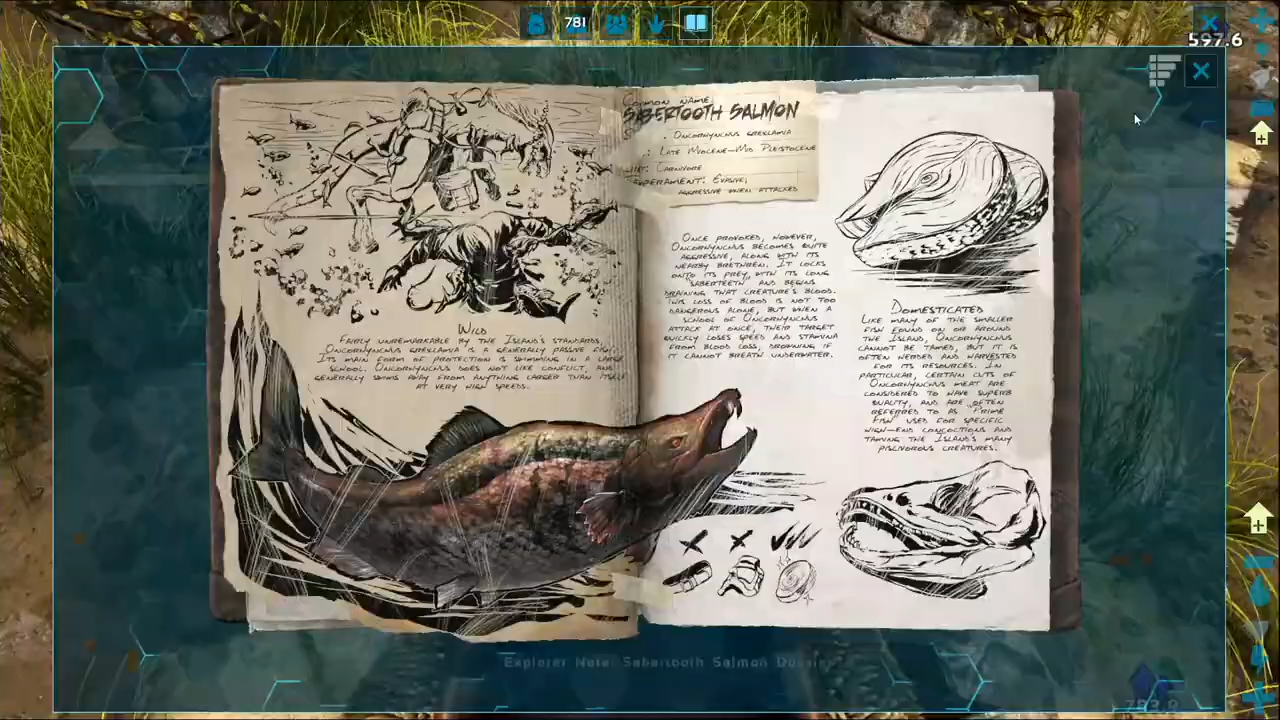 781
597.6
Common Name:
Sabertooth Salmon
Oncorhynchus grexlamia
: Late Miocene-Mid Pleistocene
Carnivore
Temperament: Evasive;
aggressive when attacked
Wild
Fairly unremarkable by the Island's standards,
Oncorhynchus grexlamia is a generally passive fish.
Its main form of protection is swimming in a large
school. Oncorhynchus does not like conflict, and
generally swims away from anything larger than itself
at very high speeds.
Once provoked, however,
Oncorhynchus becomes quite
aggressive, along with its
nearby brethren. It locks
onto its prey with its long
"saberteeth" and begins
draining that creature's blood.
This loss of blood is not too
dangerous alone, but when a
school of Oncorhynchus
attack at once, their target
quickly loses speed and stamina
from blood loss, drowning if
it cannot breath underwater.
Domesticated
Like many of the smaller
fish found on or around
the Island, Oncorhynchus
cannot be tamed, but it is
often herded and harvested
for its resources. In
particular, certain cuts of
Oncorhynchus meat are
considered to have superb
quality, and are often
referred to as "Prime
Fish" used for specific
high-end concoctions and
taming the Island's many
piscivorous creatures.
Explorer Note: Sabertooth Salmon Dossier